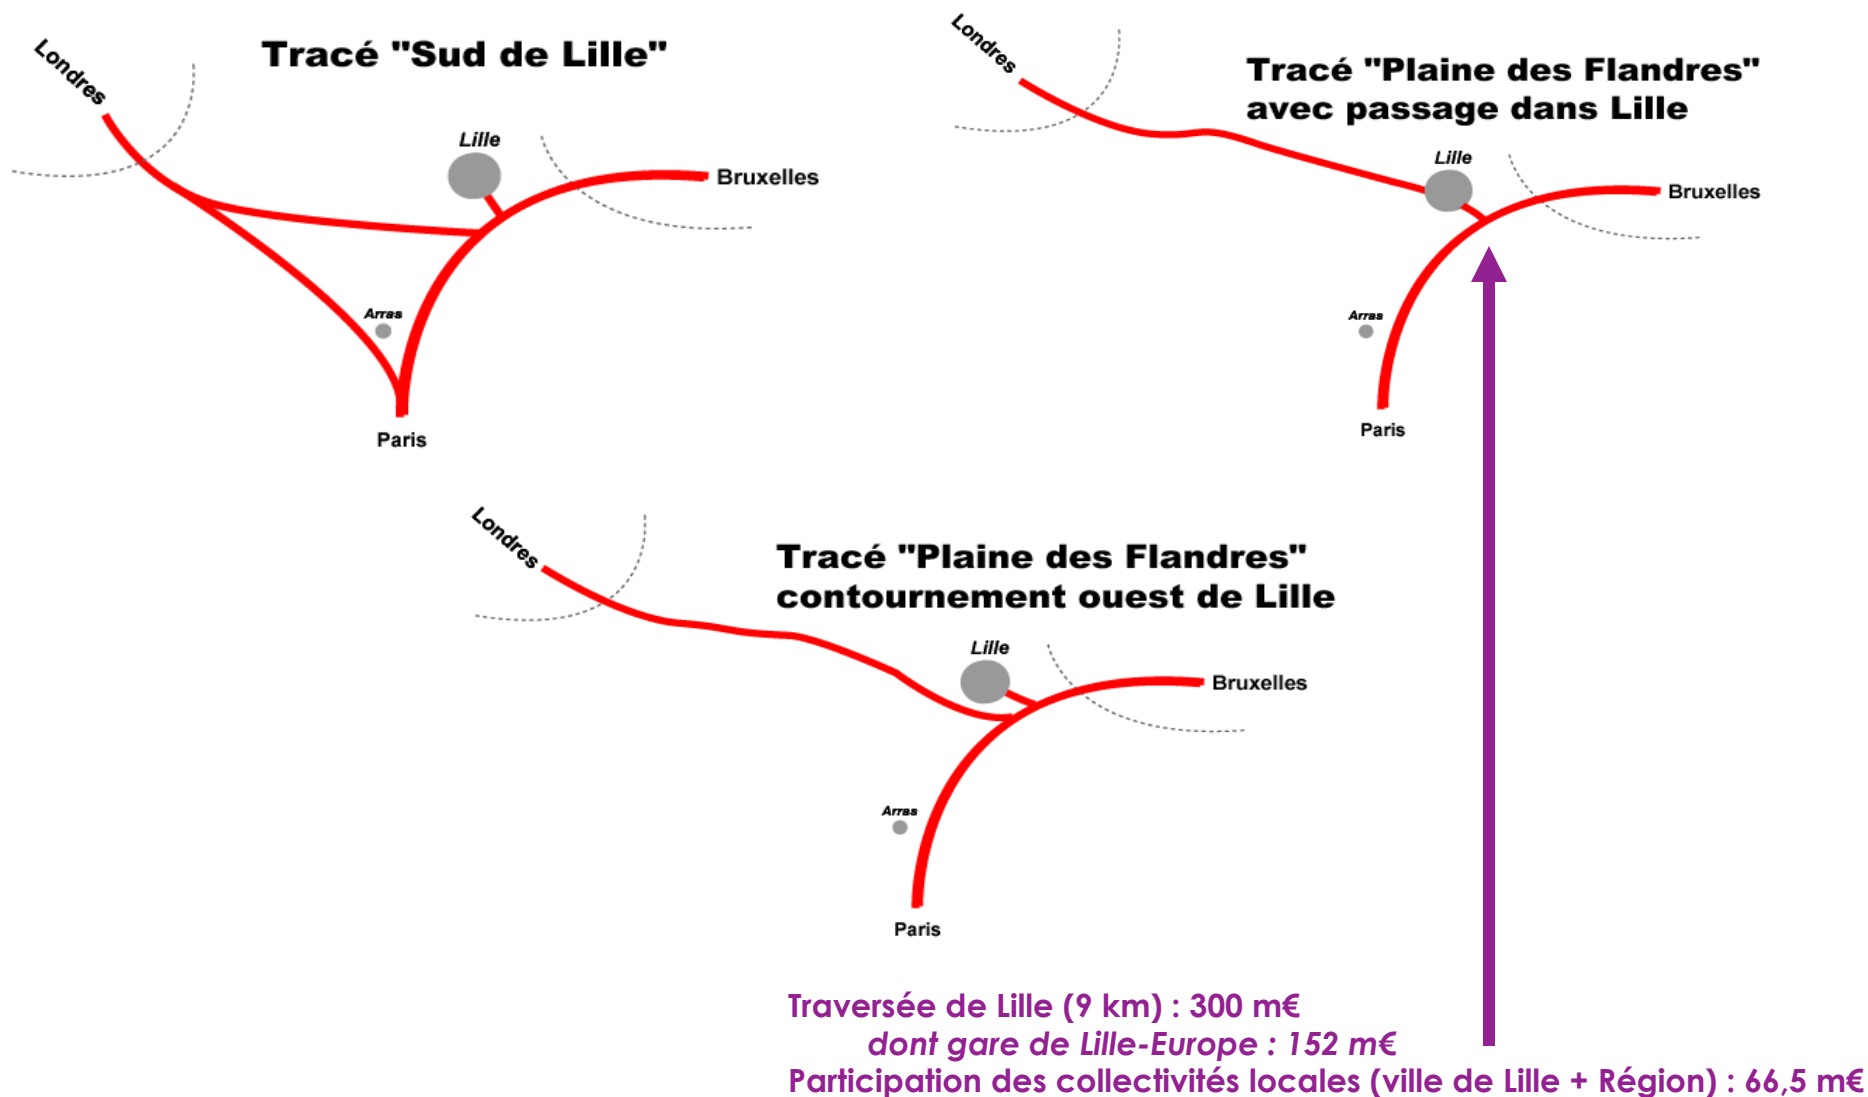 Tracé "Sud de Lille"
Londres
Lille
Bruxelles
Arras
Paris
Londres
Tracé "Plaine des Flandres"
avec passage dans Lille
Lille
Bruxelles
Arras
Paris
Londres
Tracé "Plaine des Flandres"
contournement ouest de Lille
Lille
Bruxelles
Arras
Paris
Traversée de Lille (9 km) : 300 m€
dont gare de Lille-Europe : 152 m€
Participation des collectivités locales (ville de Lille + Région) : 66,5 m€